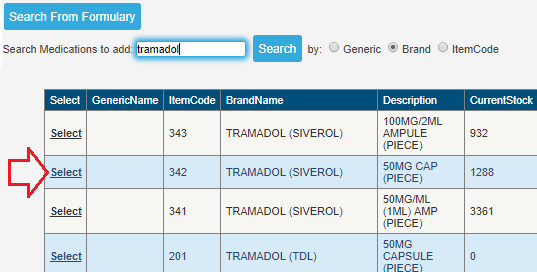 Search From Formulary
Search Medications to add: tramadol Search by: Generic Brand ItemCode
Select GenericName ItemCode BrandName Description CurrentStock
Select 343 TRAMADOL (SIVEROL) 100MG/2ML AMPULE (PIECE) 932
Select 342 TRAMADOL (SIVEROL) 50MG CAP (PIECE) 1288
Select 341 TRAMADOL (SIVEROL) 50MG/ML (1ML) AMP (PIECE) 3361
Select 201 TRAMADOL (TDL) 50MG CAPSULE (PIECE) 0